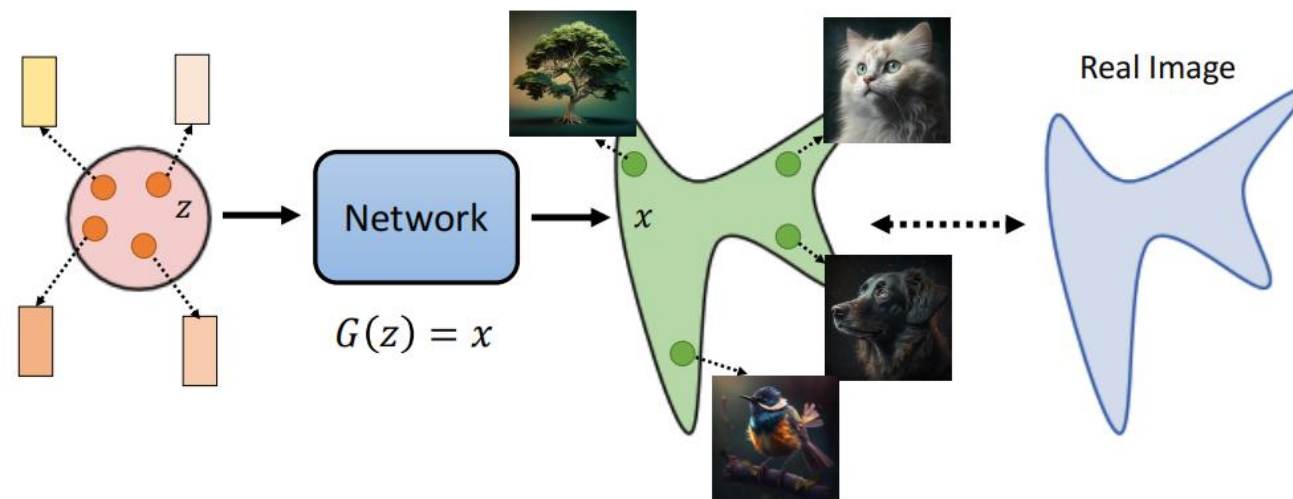 Real Image
z
Network
x
G(z) = x